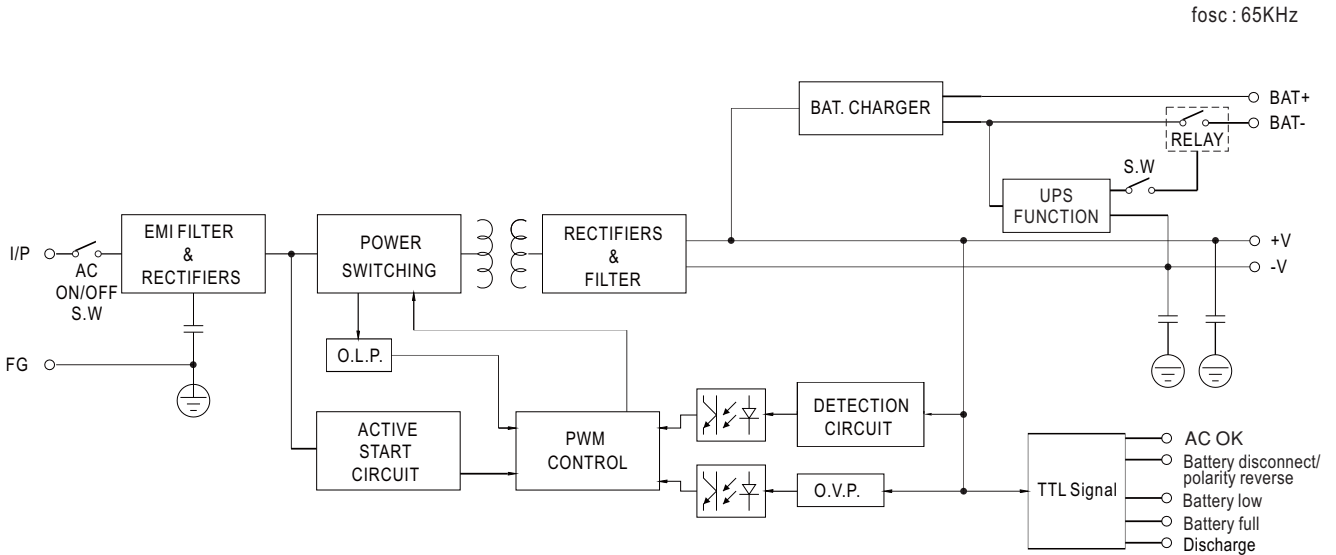 fosc : 65KHz
BAT. CHARGER
BAT+
BAT-
RELAY
S.W
UPS
FUNCTION
I/P
AC
ON/OFF
S.W
EMI FILTER
&
RECTIFIERS
POWER
SWITCHING
RECTIFIERS
&
FILTER
+V
-V
FG
O.L.P.
ACTIVE
START
CIRCUIT
PWM
CONTROL
DETECTION
CIRCUIT
O.V.P.
TTL Signal
AC OK
Battery disconnect/
polarity reverse
Battery low
Battery full
Discharge